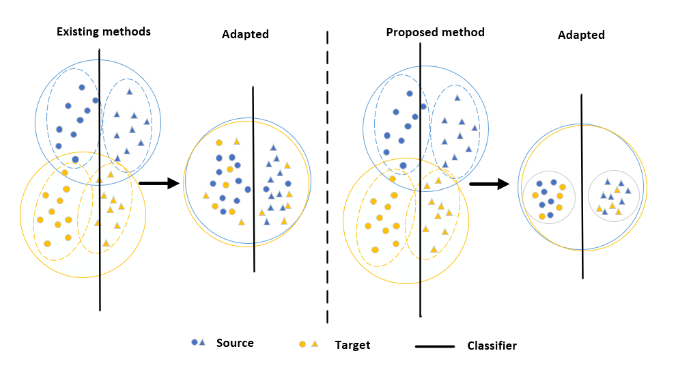 Existing methods
Adapted
Proposed method
Adapted
Source
Target
Classifier